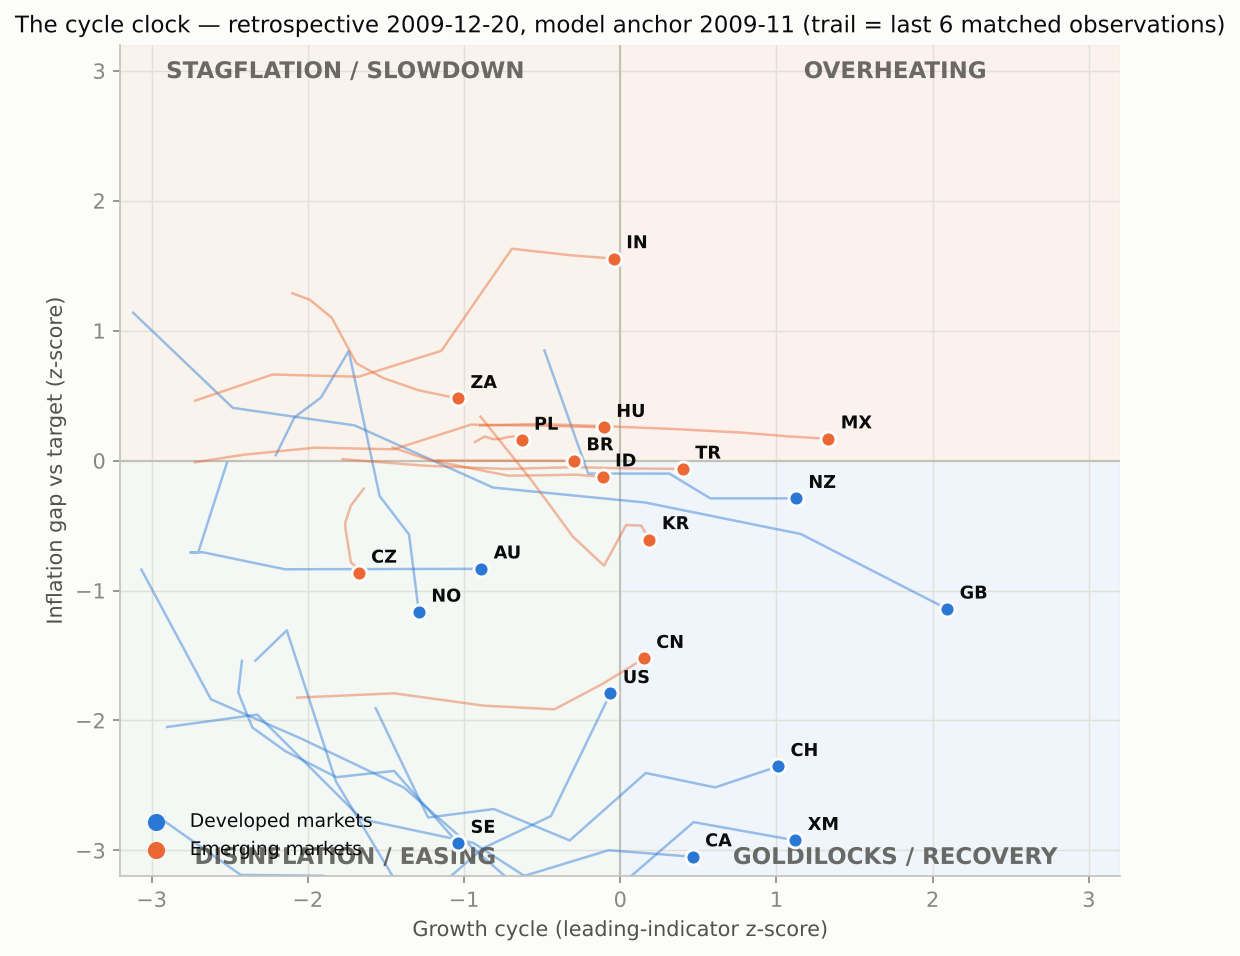 The cycle clock — retrospective 2009-12-20, model anchor 2009-11 (trail = last 6 matched observations)
STAGFLATION / SLOWDOWN
OVERHEATING
3
2
1
0
−1
−2
−3
Inflation gap vs target (z-score)
IN
ZA
HU
PL
MX
BR
TR
ID
NZ
KR
CZ
AU
NO
GB
CN
US
CH
SE
XM
CA
Developed markets
Emerging markets
DISINFLATION / EASING
GOLDILOCKS / RECOVERY
−3
−2
−1
0
1
2
3
Growth cycle (leading-indicator z-score)